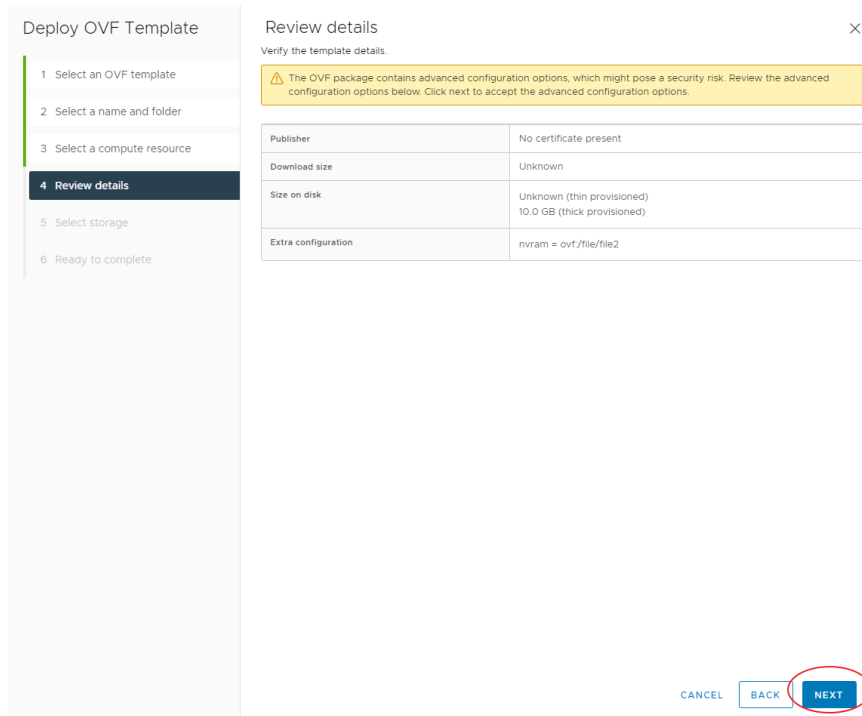 Deploy OVF Template
1 Select an OVF template
2 Select a name and folder
3 Select a compute resource
4 Review details
5 Select storage
6 Ready to complete
Review details
Verify the template details.
The OVF package contains advanced configuration options, which might pose a security risk. Review the advanced
configuration options below. Click next to accept the advanced configuration options.
Publisher No certificate present
Download size Unknown
Size on disk Unknown (thin provisioned)
10.0 GB (thick provisioned)
Extra configuration nvram = ovf:/file/file2
CANCEL BACK NEXT